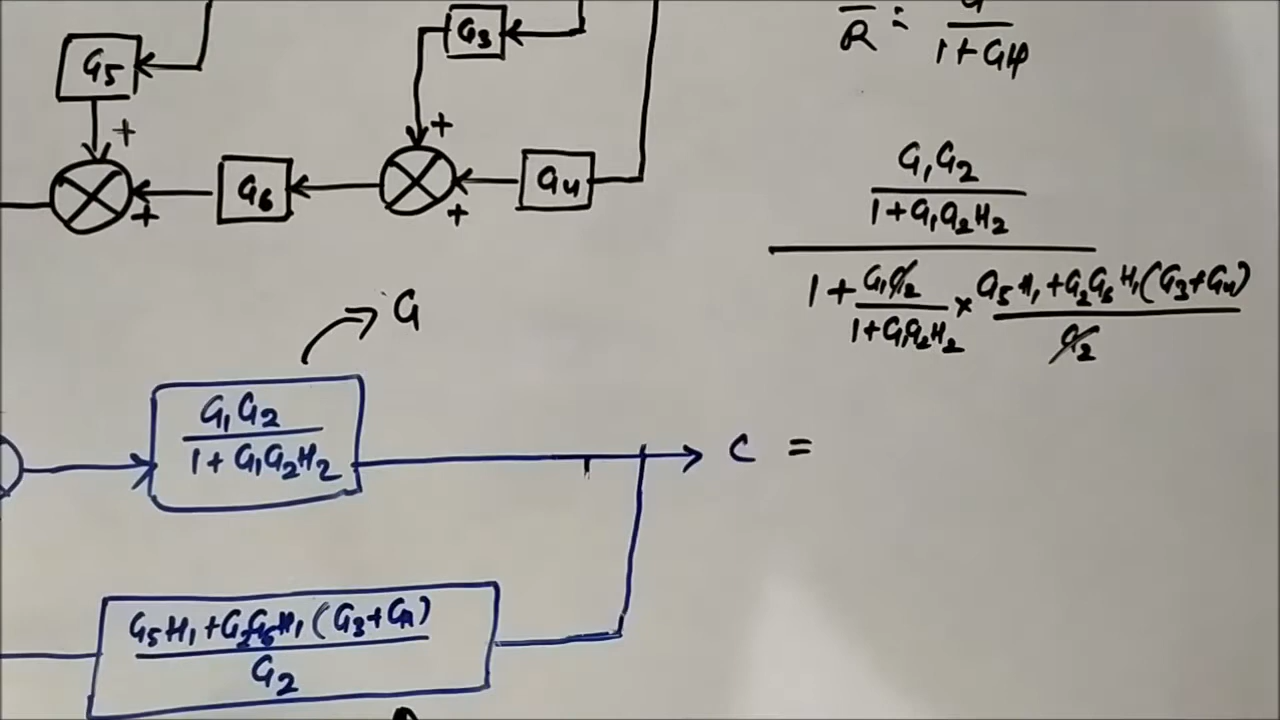 G3
G5
+
+
G6
G4
+
+
R = G / 1+GH
G1G2
1+G1G2H2
1+ G1G2 / 1+G1G2H2 × G5H1+G2G6H1(G3+G4) / G2
G
G1G2
1+G1G2H2
C =
G5H1+G2G6H1(G3+G4)
G2